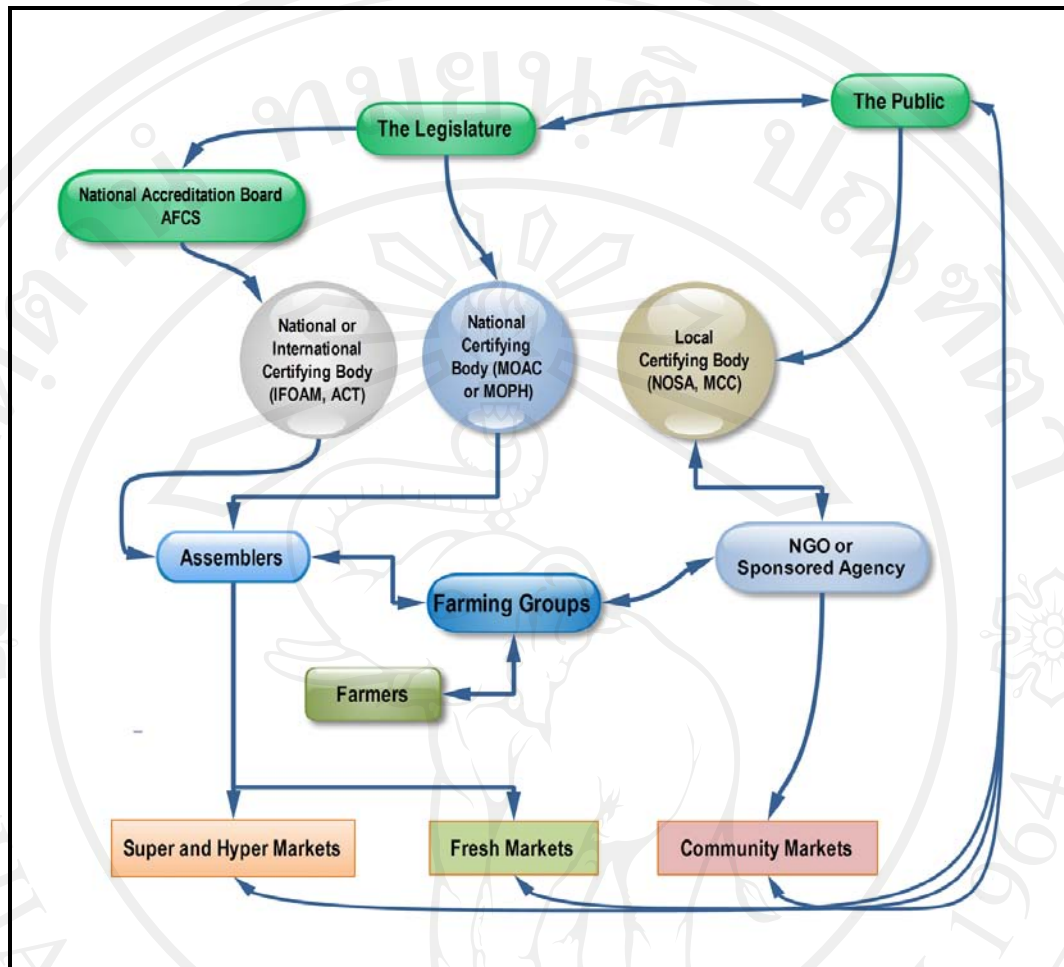 The Public
The Legislature
National Accreditation Board
AFCS
National or
International
Certifying Body
(IFOAM, ACT)
National
Certifying
Body (MOAC
or MOPH)
Local
Certifying Body
(NOSA, MCC)
Assemblers
NGO or
Sponsored Agency
Farming Groups
Farmers
Super and Hyper Markets
Fresh Markets
Community Markets
1964